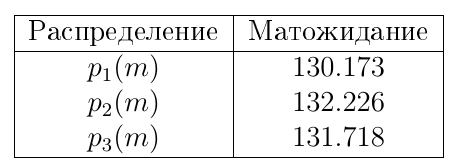 Распределение Матожидание
p₁(m) 130.173
p₂(m) 132.226
p₃(m) 131.718